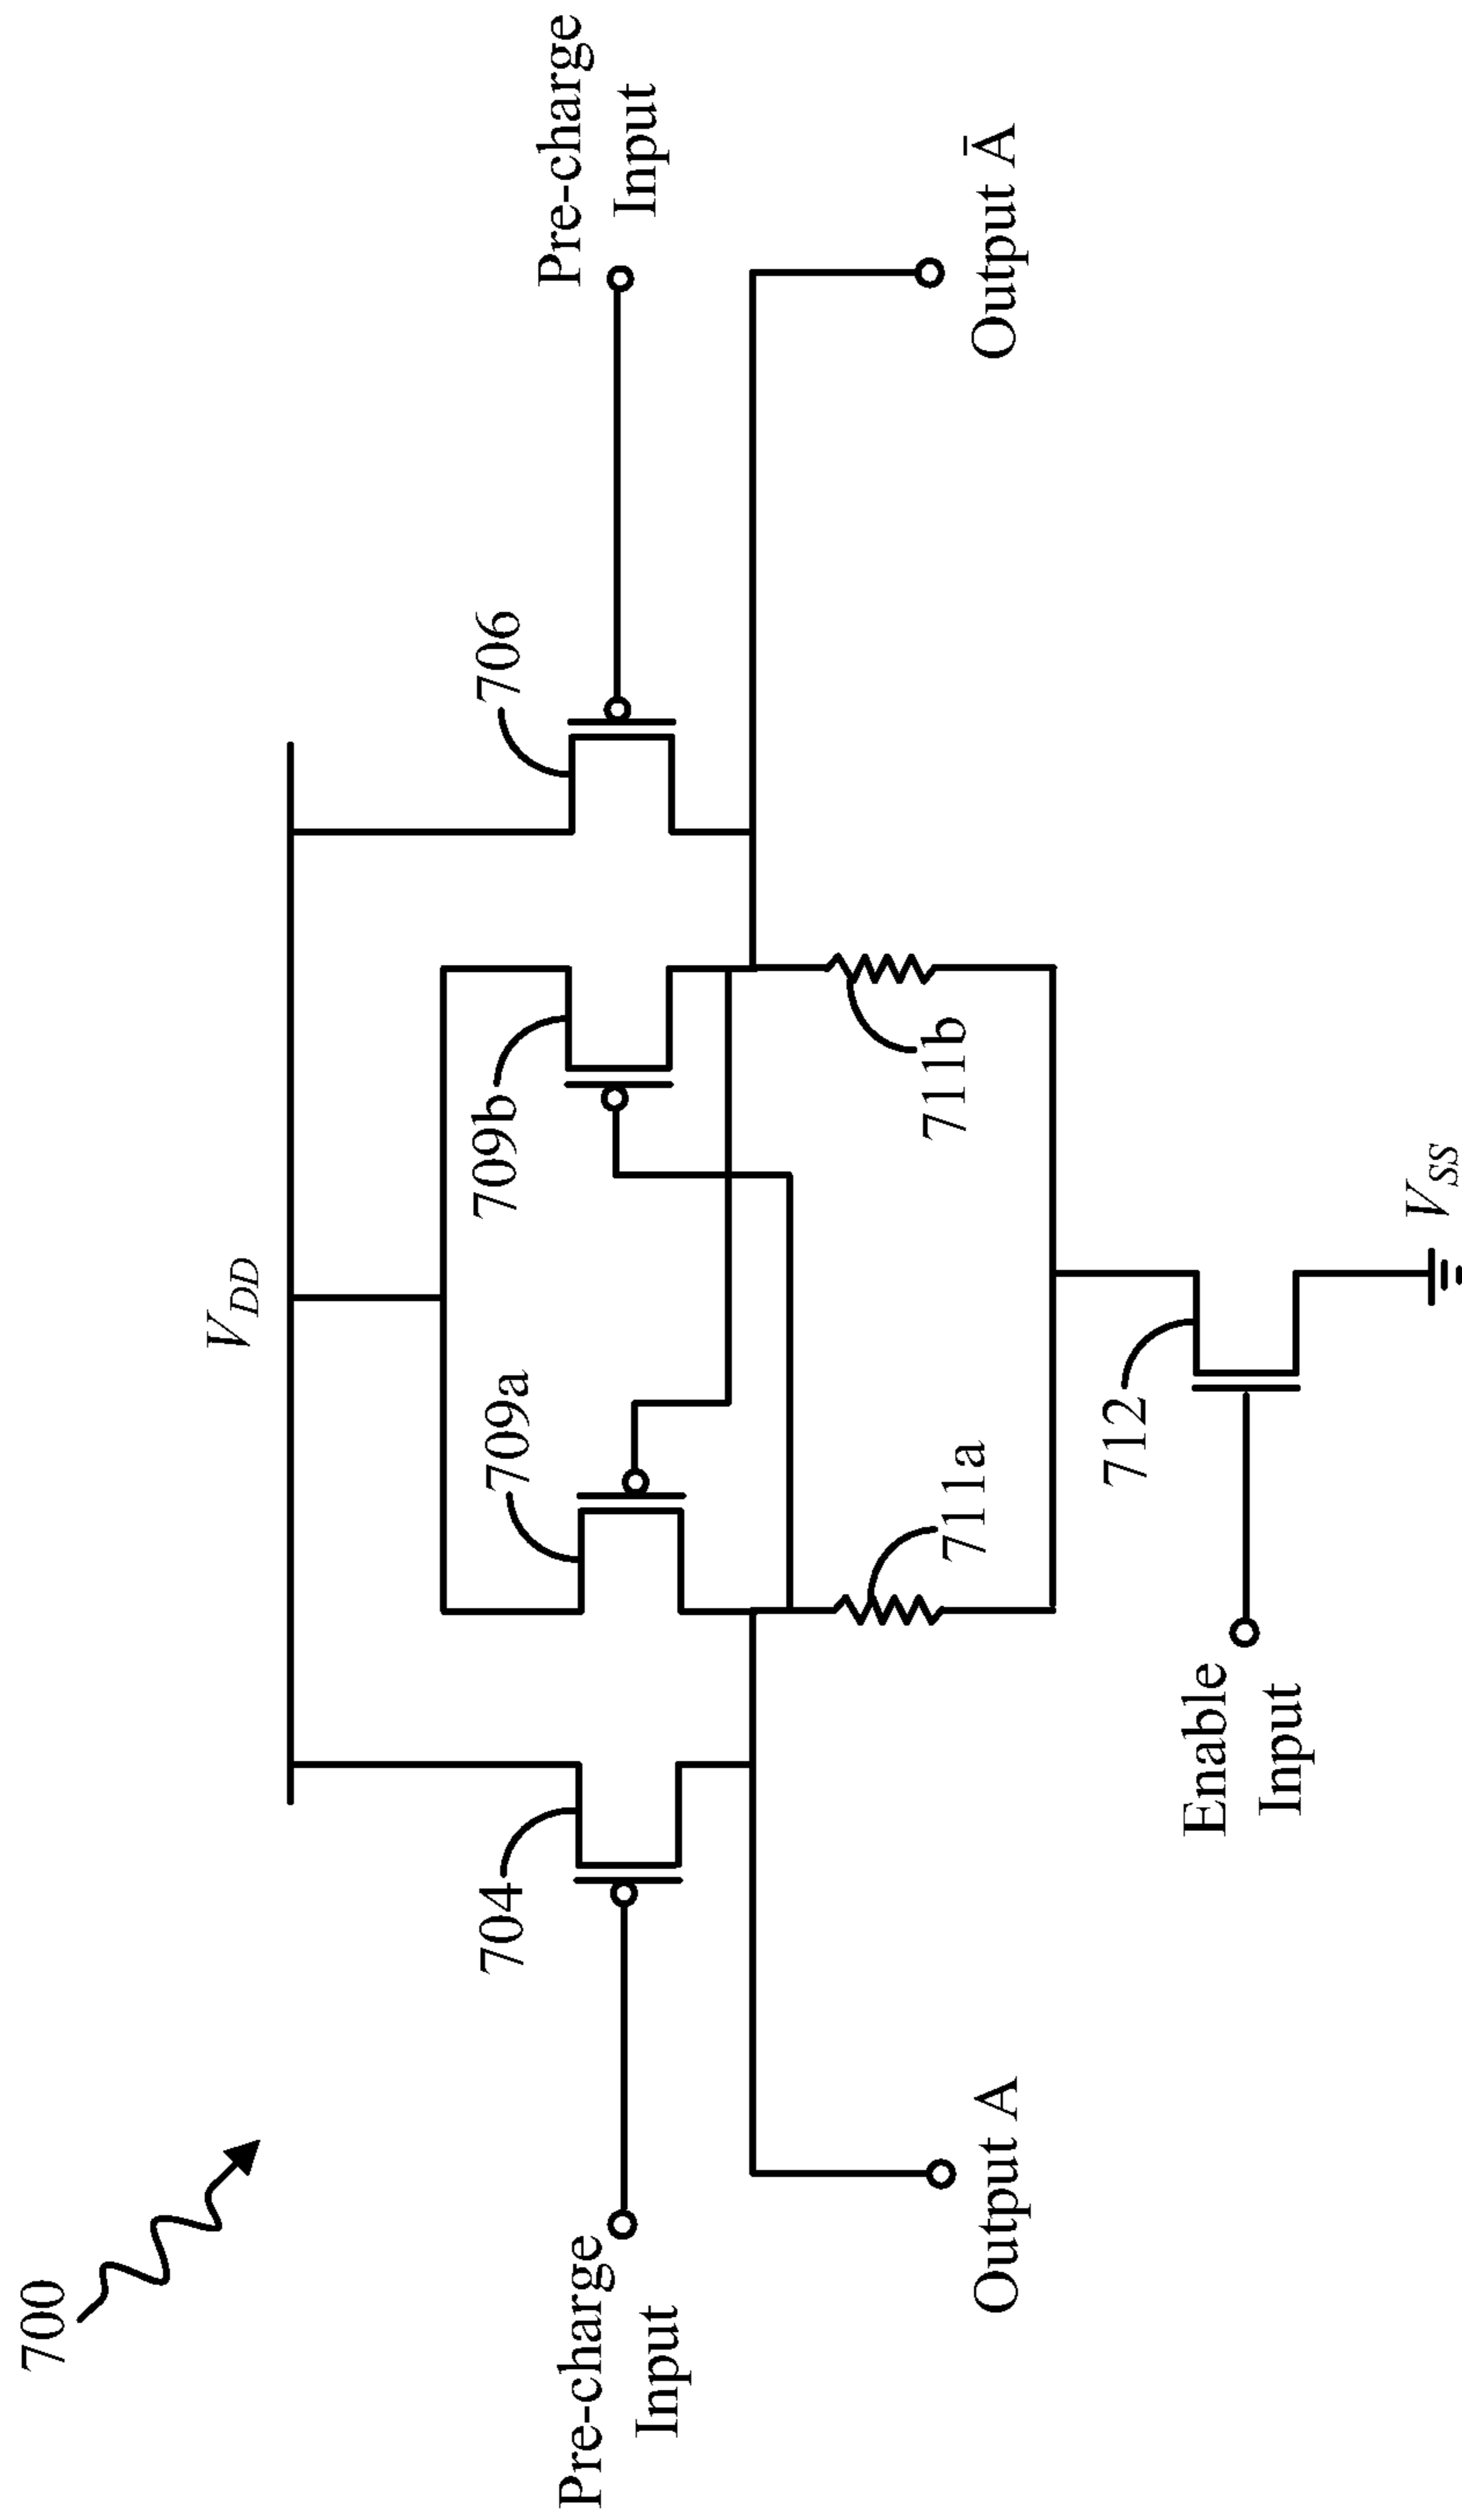 700
V_DD
704
709a
709b
706
Pre-charge
Input
Pre-charge
Input
711a
711b
Output A
Output Ā
712
Enable
Input
V_SS